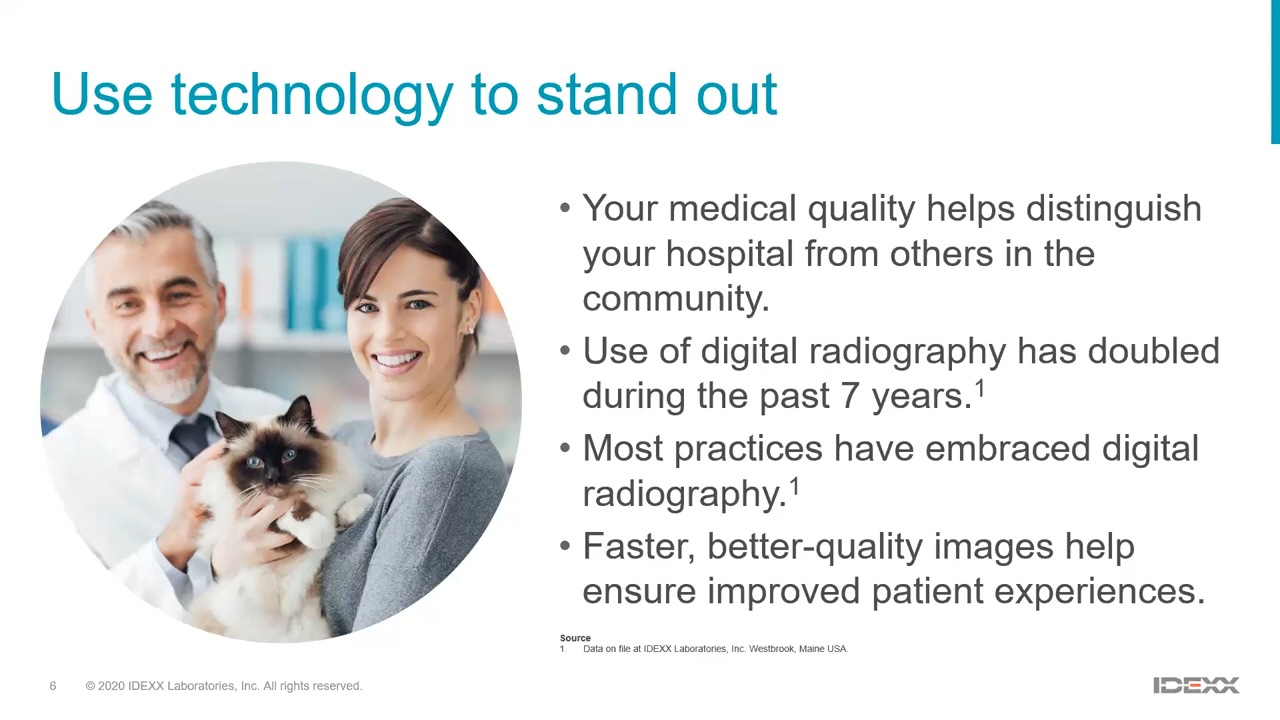 Use technology to stand out
• Your medical quality helps distinguish
your hospital from others in the
community.
• Use of digital radiography has doubled
during the past 7 years.1
• Most practices have embraced digital
radiography.1
• Faster, better-quality images help
ensure improved patient experiences.
Source
1. Data on file at IDEXX Laboratories, Inc. Westbrook, Maine USA.
6 © 2020 IDEXX Laboratories, Inc. All rights reserved.
IDEXX